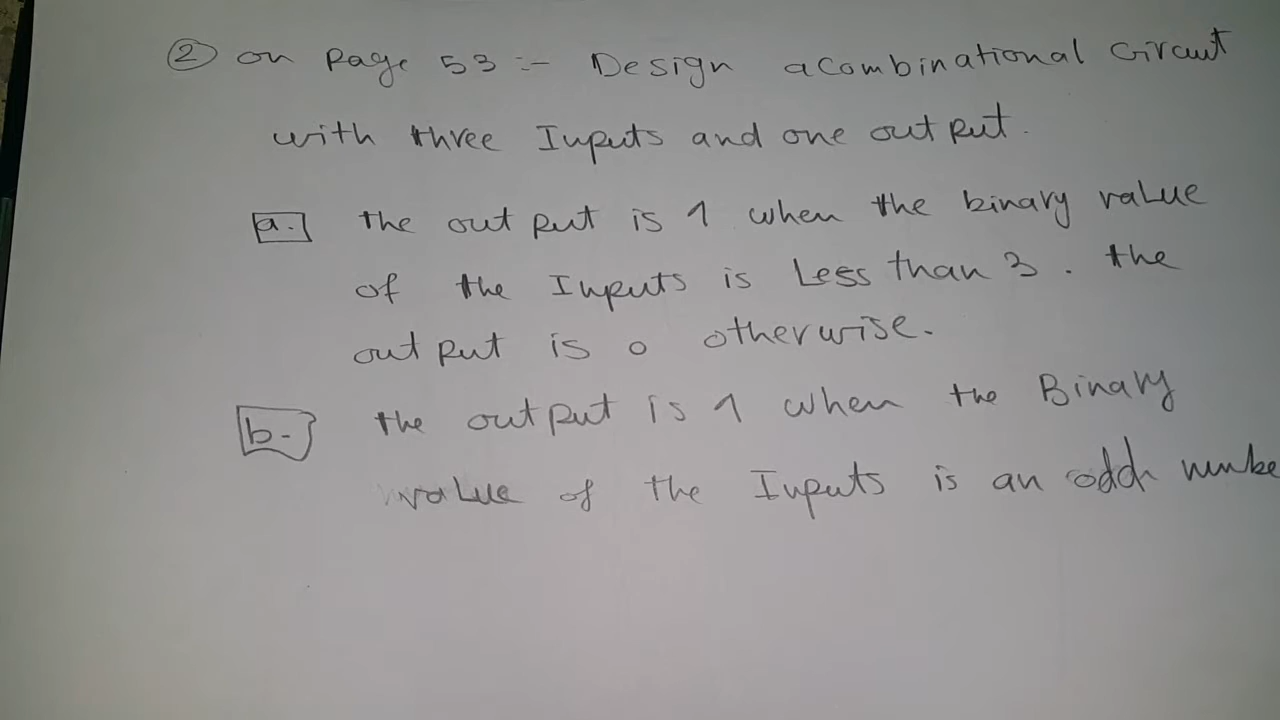 ② on Page 53 :- Design acombinational Circuit
with three Inputs and one out put.
a. the out put is 1 when the binary value
of the Inputs is Less than 3. the
out put is 0 otherwise.
b. the out put is 1 when the Binary
value of the Inputs is an odd numbe